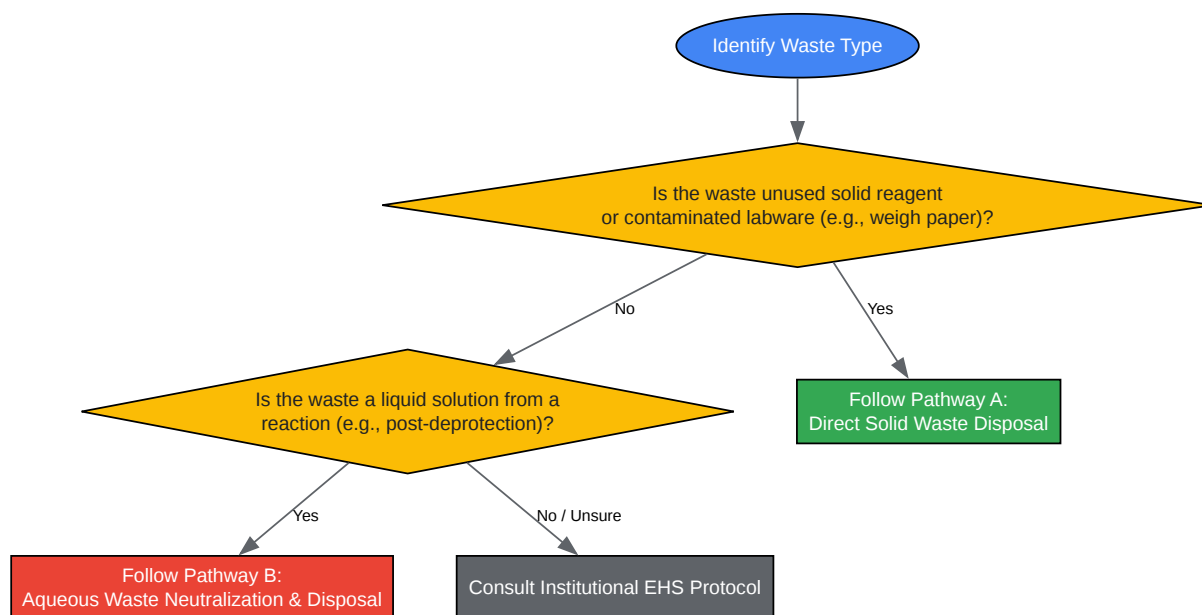 Identify Waste Type
Is the waste unused solid reagent
or contaminated labware (e.g., weigh paper)?
No
Yes
Is the waste a liquid solution from a
reaction (e.g., post-deprotection)?
Follow Pathway A:
Direct Solid Waste Disposal
Yes
No / Unsure
Follow Pathway B:
Aqueous Waste Neutralization & Disposal
Consult Institutional EHS Protocol